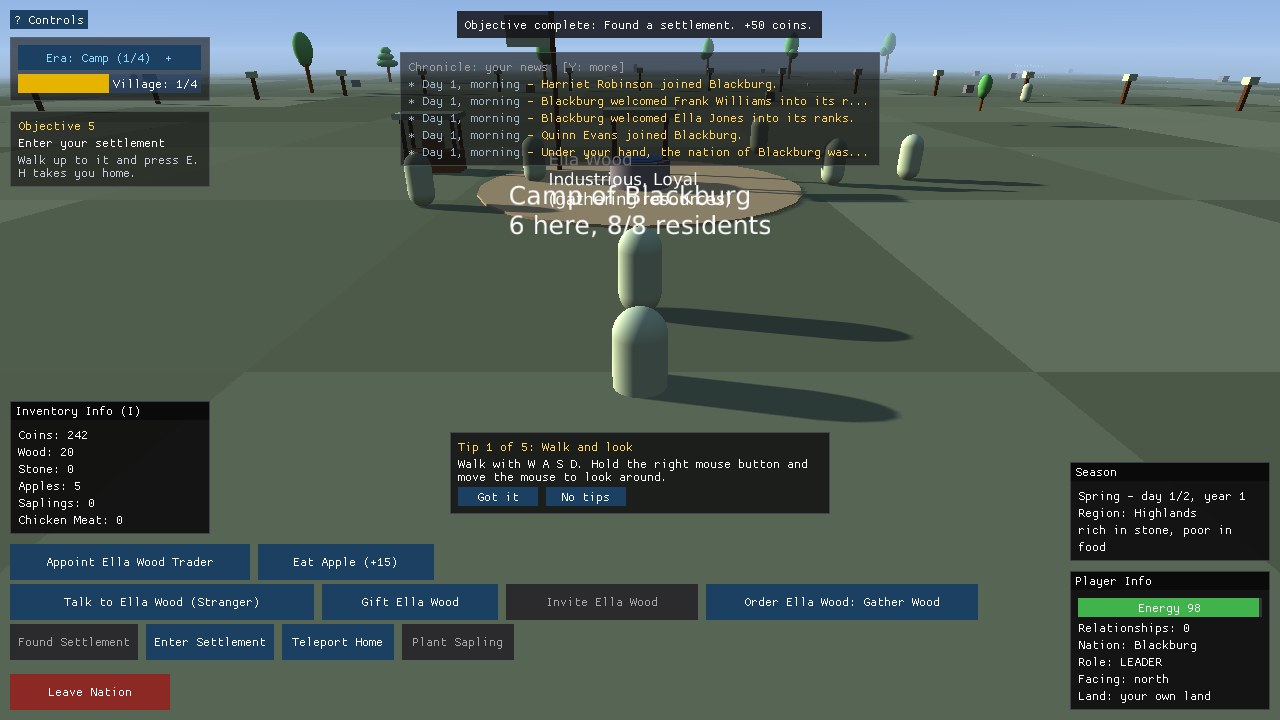 ? Controls
Objective complete: Found a settlement. +50 coins.
Era: Camp (1/4)  +
Village: 1/4
Chronicle: your news  [Y: more]
* Day 1, morning - Harriet Robinson joined Blackburg.
* Day 1, morning - Blackburg welcomed Frank Williams into its r...
* Day 1, morning - Blackburg welcomed Ella Jones into its ranks.
* Day 1, morning - Quinn Evans joined Blackburg.
* Day 1, morning - Under your hand, the nation of Blackburg was...
Objective 5
Enter your settlement
Walk up to it and press E.
H takes you home.
Ella Wood
Industrious, Loyal
(gathering resources)
Camp of Blackburg
6 here, 8/8 residents
Inventory Info (I)
Coins: 242
Wood: 20
Stone: 0
Apples: 5
Saplings: 0
Chicken Meat: 0
Tip 1 of 5: Walk and look
Walk with W A S D. Hold the right mouse button and
move the mouse to look around.
Got it
No tips
Season
Spring - day 1/2, year 1
Region: Highlands
rich in stone, poor in
food
Appoint Ella Wood Trader
Eat Apple (+15)
Talk to Ella Wood (Stranger)
Gift Ella Wood
Invite Ella Wood
Order Ella Wood: Gather Wood
Found Settlement
Enter Settlement
Teleport Home
Plant Sapling
Leave Nation
Player Info
Energy 98
Relationships: 0
Nation: Blackburg
Role: LEADER
Facing: north
Land: your own land